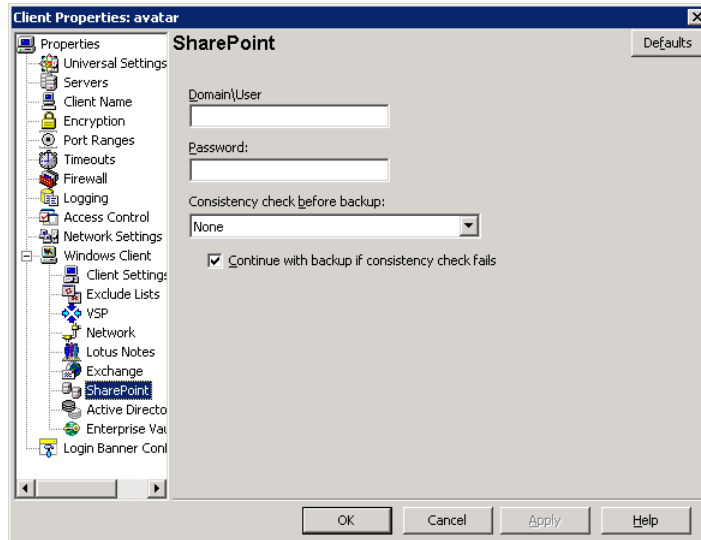 Client Properties: avatar
Properties
Universal Settings
Servers
Client Name
Encryption
Port Ranges
Timeouts
Firewall
Logging
Access Control
Network Settings
Windows Client
Client Settings
Exclude Lists
VSP
Network
Lotus Notes
Exchange
SharePoint
Active Directo
Enterprise Vau
Login Banner Conf
SharePoint
Defaults
Domain\User
Password:
Consistency check before backup:
None
Continue with backup if consistency check fails
OK
Cancel
Apply
Help